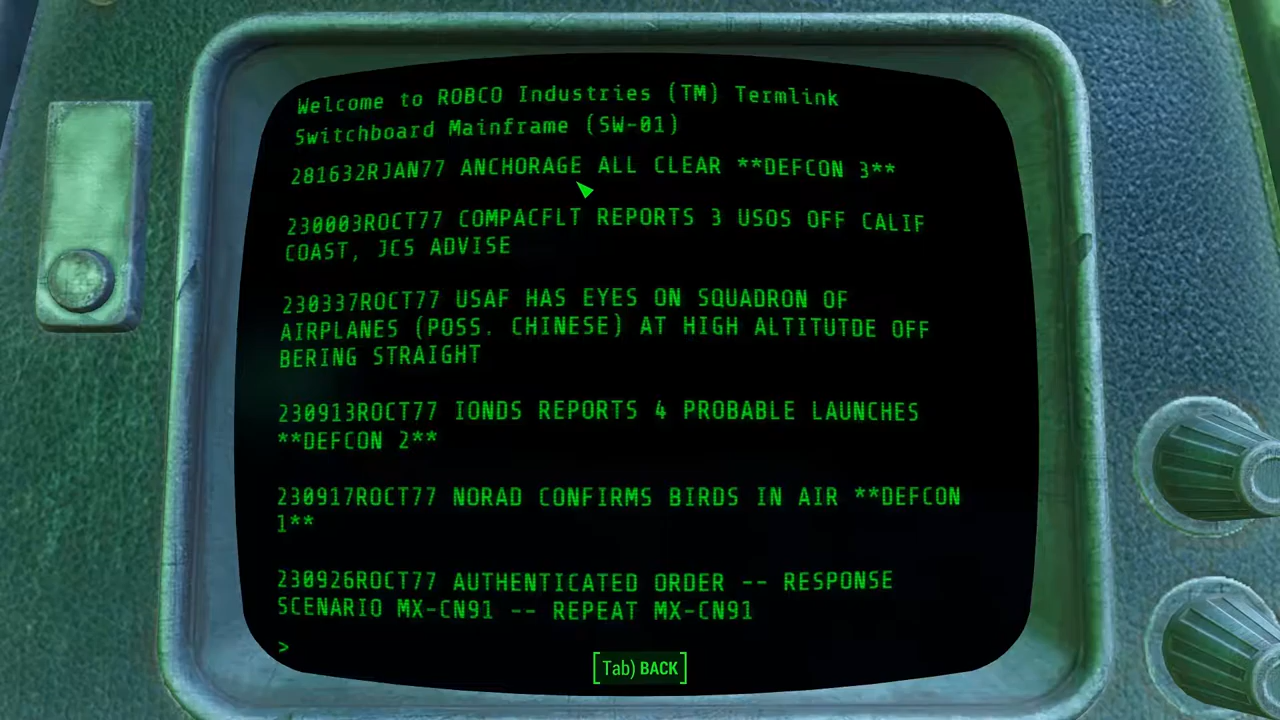 Welcome to ROBCO Industries (TM) Termlink
Switchboard Mainframe (SW-01)
281632RJAN77 ANCHORAGE ALL CLEAR **DEFCON 3**
230003ROCT77 COMPACFLT REPORTS 3 USOS OFF CALIF
COAST, JCS ADVISE
230337ROCT77 USAF HAS EYES ON SQUADRON OF
AIRPLANES (POSS. CHINESE) AT HIGH ALTITUTDE OFF
BERING STRAIGHT
230913ROCT77 IONDS REPORTS 4 PROBABLE LAUNCHES
**DEFCON 2**
230917ROCT77 NORAD CONFIRMS BIRDS IN AIR **DEFCON
1**
230926ROCT77 AUTHENTICATED ORDER -- RESPONSE
SCENARIO MX-CN91 -- REPEAT MX-CN91
>
Tab) BACK